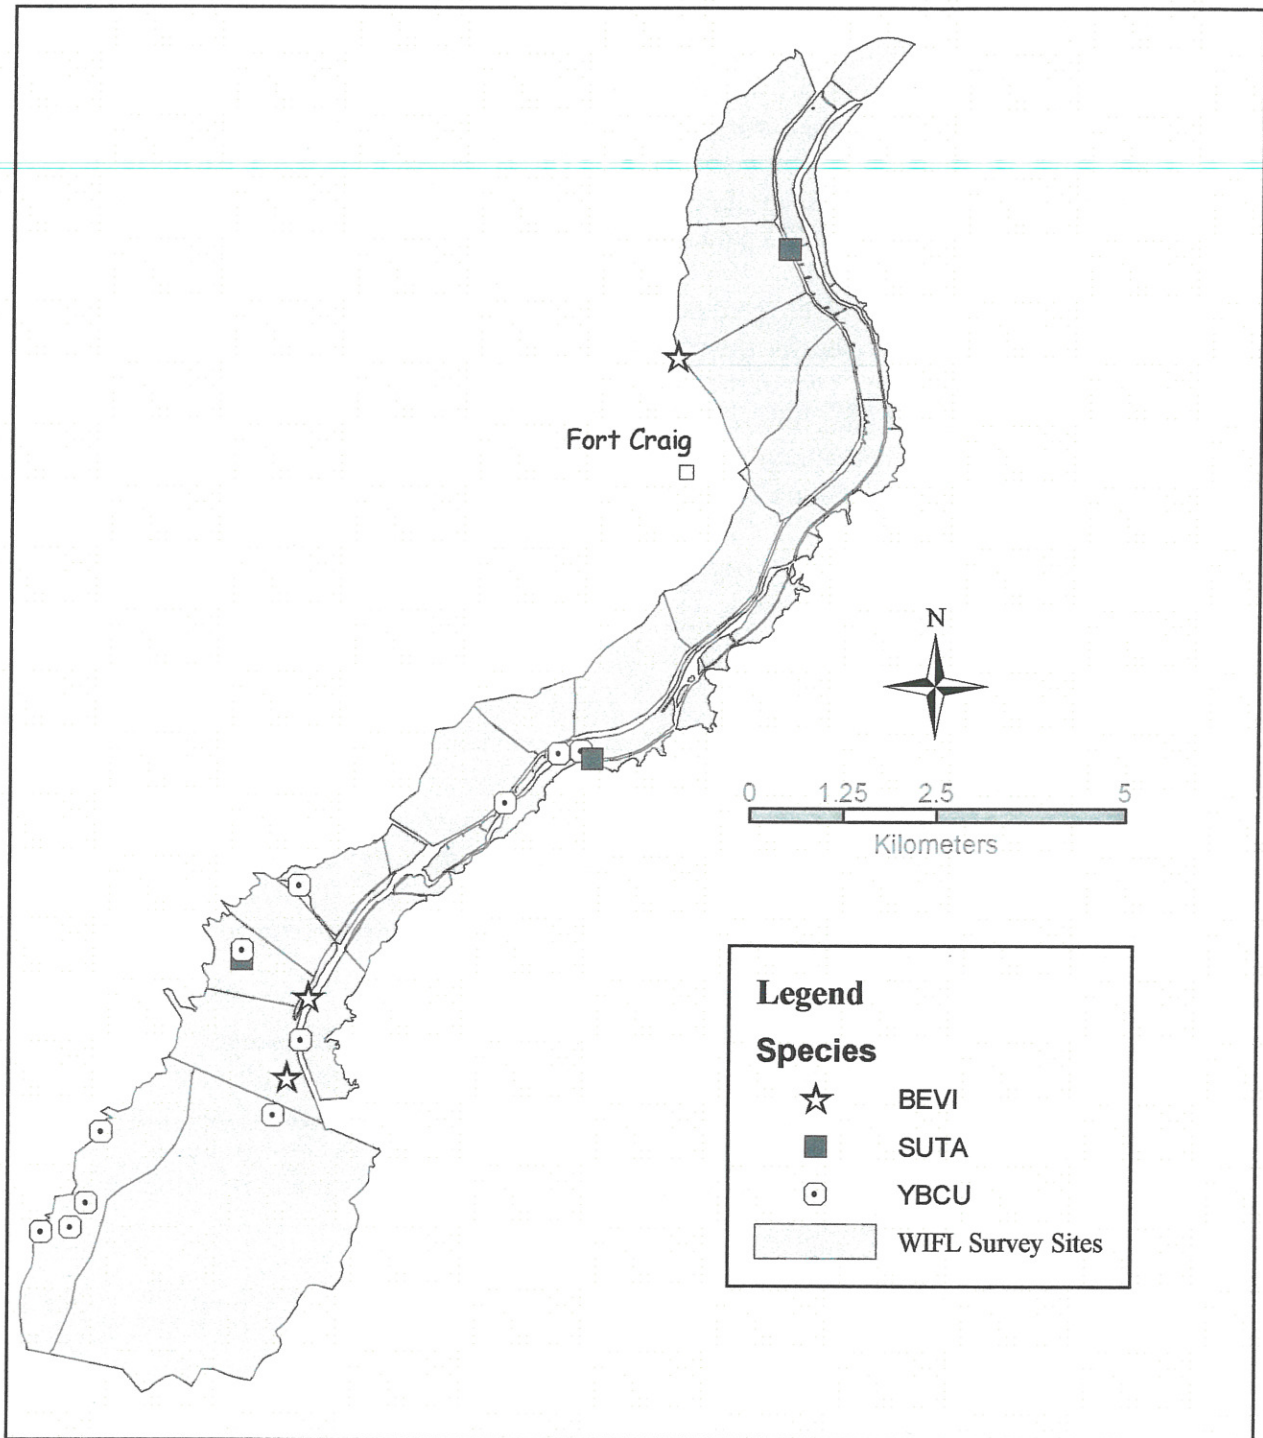 Fort Craig
N
0 1.25 2.5 5
Kilometers
Legend
Species
BEVI
SUTA
YBCU
WIFL Survey Sites